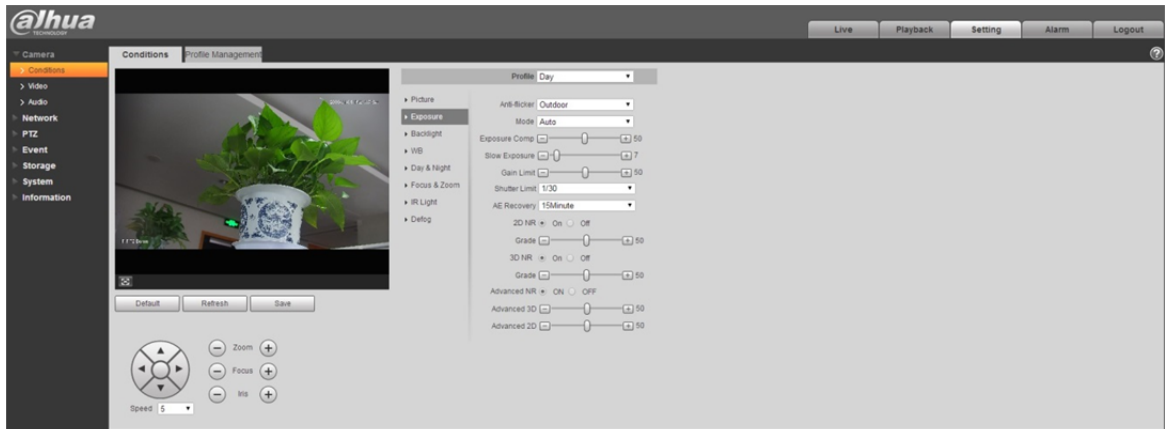 alhua
TECHNOLOGY
Live Playback Setting Alarm Logout
Camera
Conditions
Video
Audio
Network
PTZ
Event
Storage
System
Information
Conditions Profile Management
Default Refresh Save
Zoom
Focus
Iris
Speed 5
Profile Day
Picture
Exposure
Backlight
WB
Day & Night
Focus & Zoom
IR Light
Defog
Anti-flicker Outdoor
Mode Auto
Exposure Comp 50
Slow Exposure 7
Gain Limit 50
Shutter Limit 1/30
AE Recovery 15Minute
2D NR On Off
Grade 50
3D NR On Off
Grade 50
Advanced NR ON OFF
Advanced 3D 50
Advanced 2D 50